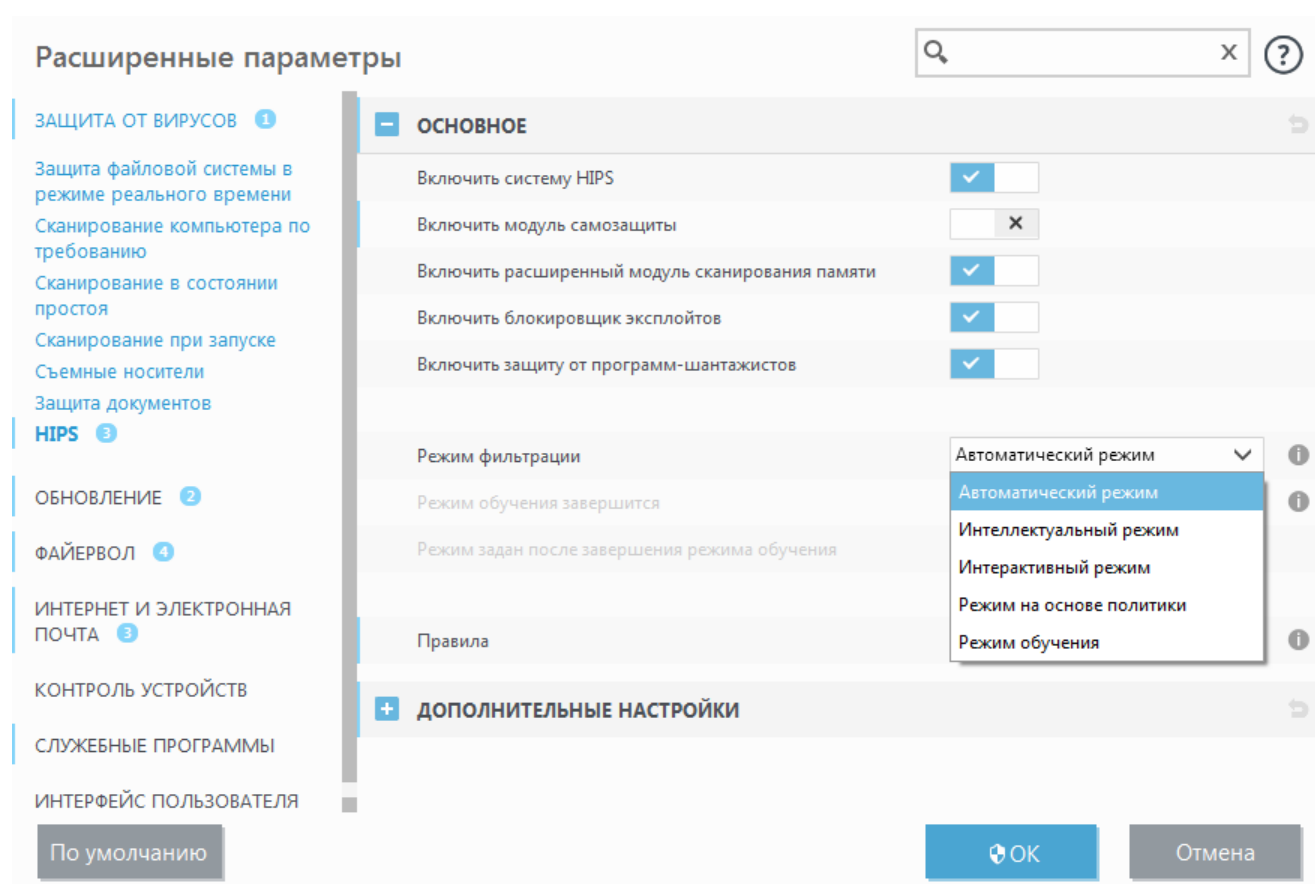 Расширенные параметры
x
?
ЗАЩИТА ОТ ВИРУСОВ 1
Защита файловой системы в
режиме реального времени
Сканирование компьютера по
требованию
Сканирование в состоянии
простоя
Сканирование при запуске
Съемные носители
Защита документов
HIPS 3
ОБНОВЛЕНИЕ 2
ФАЙЕРВОЛ 4
ИНТЕРНЕТ И ЭЛЕКТРОННАЯ
ПОЧТА 3
КОНТРОЛЬ УСТРОЙСТВ
СЛУЖЕБНЫЕ ПРОГРАММЫ
ИНТЕРФЕЙС ПОЛЬЗОВАТЕЛЯ
ОСНОВНОЕ
Включить систему HIPS
Включить модуль самозащиты
Включить расширенный модуль сканирования памяти
Включить блокировщик эксплойтов
Включить защиту от программ-шантажистов
Режим фильтрации
Автоматический режим
Автоматический режим
Интеллектуальный режим
Интерактивный режим
Режим на основе политики
Режим обучения
Режим обучения завершится
Режим задан после завершения режима обучения
Правила
ДОПОЛНИТЕЛЬНЫЕ НАСТРОЙКИ
По умолчанию
OK
Отмена